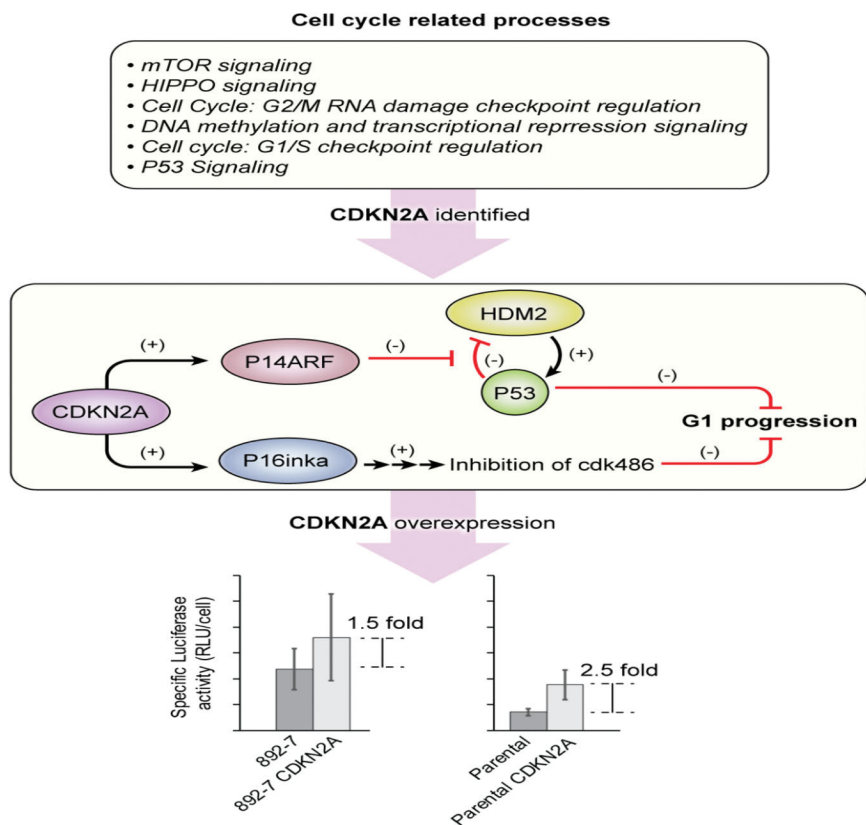 Cell cycle related processes
• mTOR signaling
• HIPPO signaling
• Cell Cycle: G2/M RNA damage checkpoint regulation
• DNA methylation and transcriptional reprression signaling
• Cell cycle: G1/S checkpoint regulation
• P53 Signaling
CDKN2A identified
HDM2
(+)
P14ARF
(-)
(-)
(+)
P53
(-)
CDKN2A
G1 progression
(+)
P16inka
(+)
Inhibition of cdk486
(-)
CDKN2A overexpression
Specific Luciferase
activity (RLU/cell)
1.5 fold
892-7
892-7 CDKN2A
2.5 fold
Parental
Parental CDKN2A